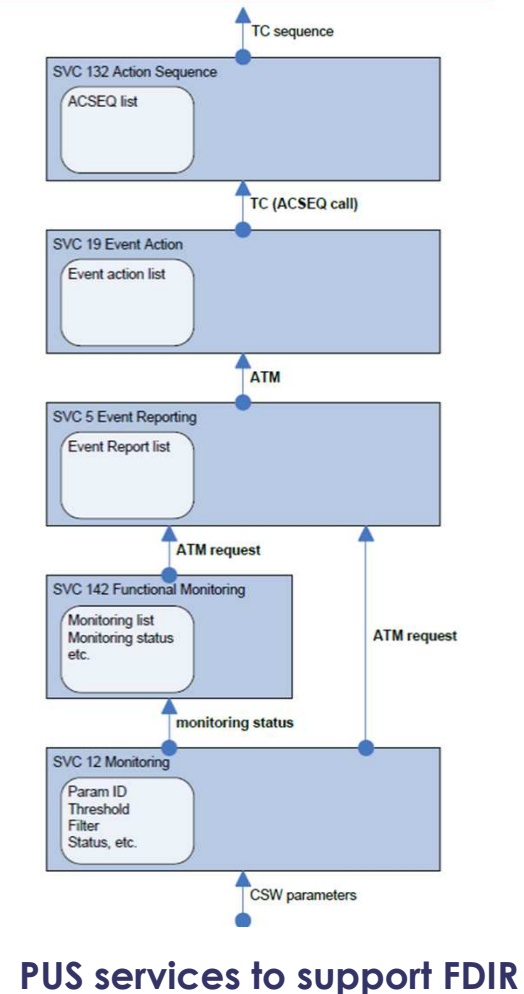 TC sequence
SVC 132 Action Sequence
ACSEQ list
TC (ACSEQ call)
SVC 19 Event Action
Event action list
ATM
SVC 5 Event Reporting
Event Report list
ATM request
SVC 142 Functional Monitoring
Monitoring list
Monitoring status
etc.
ATM request
monitoring status
SVC 12 Monitoring
Param ID
Threshold
Filter
Status, etc.
CSW parameters
PUS services to support FDIR